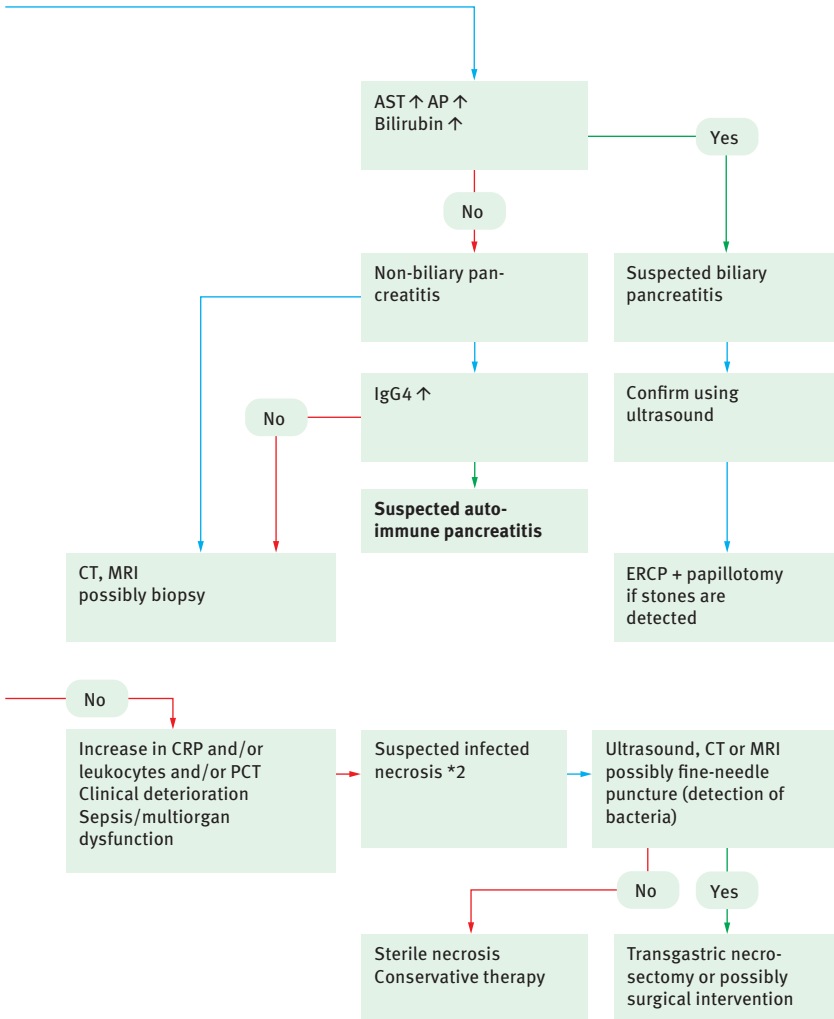 AST ↑ AP ↑
Bilirubin ↑
Yes
No
Non-biliary pan-
creatitis
Suspected biliary
pancreatitis
IgG4 ↑
No
Confirm using
ultrasound
Suspected auto-
immune pancreatitis
CT, MRI
possibly biopsy
ERCP + papillotomy
if stones are
detected
No
Increase in CRP and/or
leukocytes and/or PCT
Clinical deterioration
Sepsis/multiorgan
dysfunction
Suspected infected
necrosis *2
Ultrasound, CT or MRI
possibly fine-needle
puncture (detection of
bacteria)
No
Yes
Sterile necrosis
Conservative therapy
Transgastric necro-
sectomy or possibly
surgical intervention